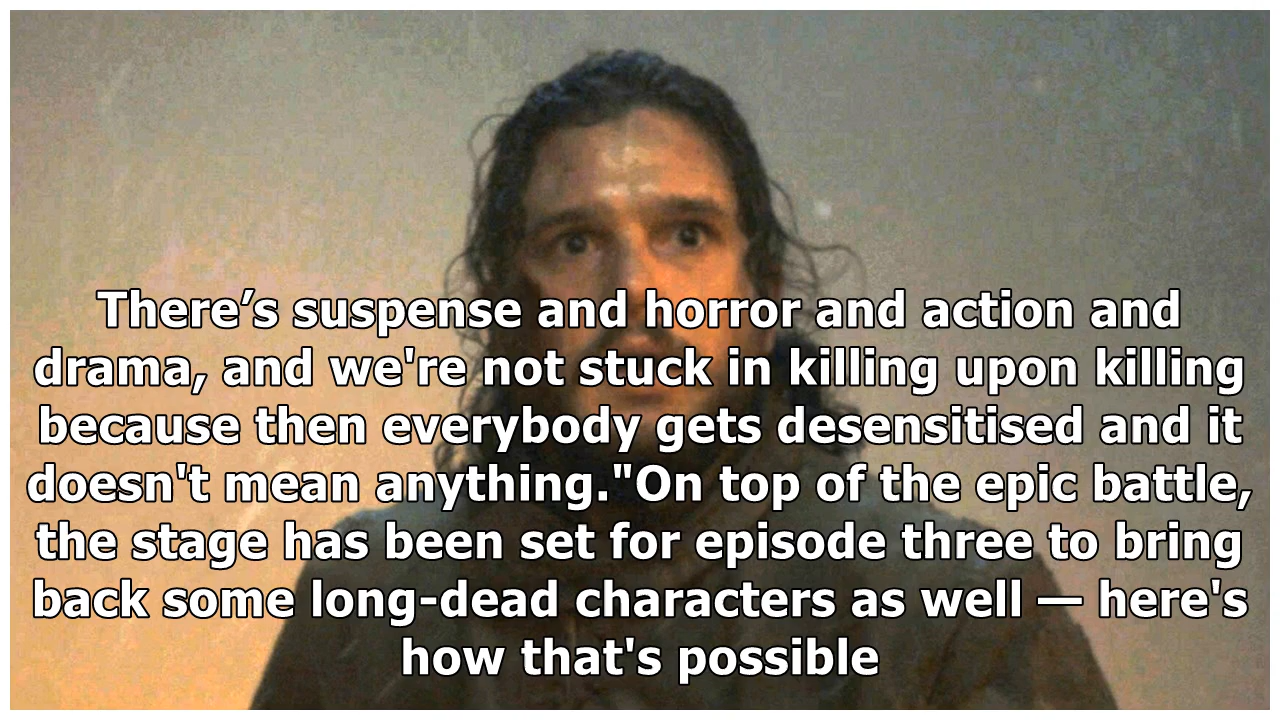 There’s suspense and horror and action and
drama, and we're not stuck in killing upon killing
because then everybody gets desensitised and it
doesn't mean anything."On top of the epic battle,
the stage has been set for episode three to bring
back some long-dead characters as well — here's
how that's possible